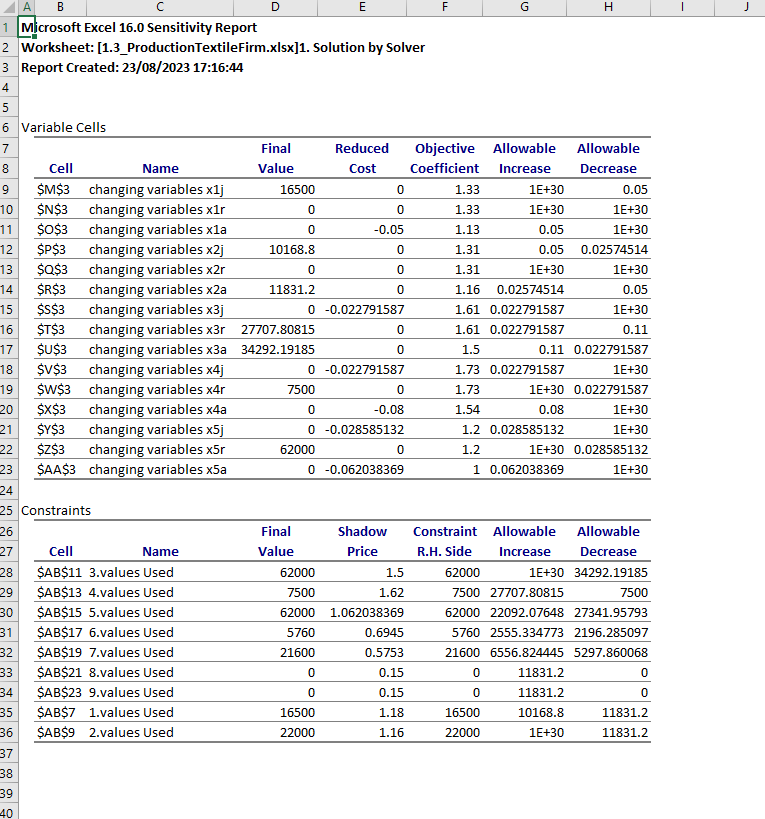 A B C D E F G H I J
1 Microsoft Excel 16.0 Sensitivity Report
2 Worksheet: [1.3_ProductionTextileFirm.xlsx]1. Solution by Solver
3 Report Created: 23/08/2023 17:16:44
4
5
6 Variable Cells
7 Final Reduced Objective Allowable Allowable
8 Cell Name Value Cost Coefficient Increase Decrease
9 $M$3 changing variables x1j 16500 0 1.33 1E+30 0.05
10 $N$3 changing variables x1r 0 0 1.33 1E+30 1E+30
11 $O$3 changing variables x1a 0 -0.05 1.13 0.05 1E+30
12 $P$3 changing variables x2j 10168.8 0 1.31 0.05 0.02574514
13 $Q$3 changing variables x2r 0 0 1.31 1E+30 1E+30
14 $R$3 changing variables x2a 11831.2 0 1.16 0.02574514 0.05
15 $S$3 changing variables x3j 0 -0.022791587 1.61 0.022791587 1E+30
16 $T$3 changing variables x3r 27707.80815 0 1.61 0.022791587 0.11
17 $U$3 changing variables x3a 34292.19185 0 1.5 0.11 0.022791587
18 $V$3 changing variables x4j 0 -0.022791587 1.73 0.022791587 1E+30
19 $W$3 changing variables x4r 7500 0 1.73 1E+30 0.022791587
20 $X$3 changing variables x4a 0 -0.08 1.54 0.08 1E+30
21 $Y$3 changing variables x5j 0 -0.028585132 1.2 0.028585132 1E+30
22 $Z$3 changing variables x5r 62000 0 1.2 1E+30 0.028585132
23 $AA$3 changing variables x5a 0 -0.062038369 1 0.062038369 1E+30
24
25 Constraints
26 Final Shadow Constraint Allowable Allowable
27 Cell Name Value Price R.H. Side Increase Decrease
28 $AB$11 3.values Used 62000 1.5 62000 1E+30 34292.19185
29 $AB$13 4.values Used 7500 1.62 7500 27707.80815 7500
30 $AB$15 5.values Used 62000 1.062038369 62000 22092.07648 27341.95793
31 $AB$17 6.values Used 5760 0.6945 5760 2555.334773 2196.285097
32 $AB$19 7.values Used 21600 0.5753 21600 6556.824445 5297.860068
33 $AB$21 8.values Used 0 0.15 0 11831.2 0
34 $AB$23 9.values Used 0 0.15 0 11831.2 0
35 $AB$7 1.values Used 16500 1.18 16500 10168.8 11831.2
36 $AB$9 2.values Used 22000 1.16 22000 1E+30 11831.2
37
38
39
40